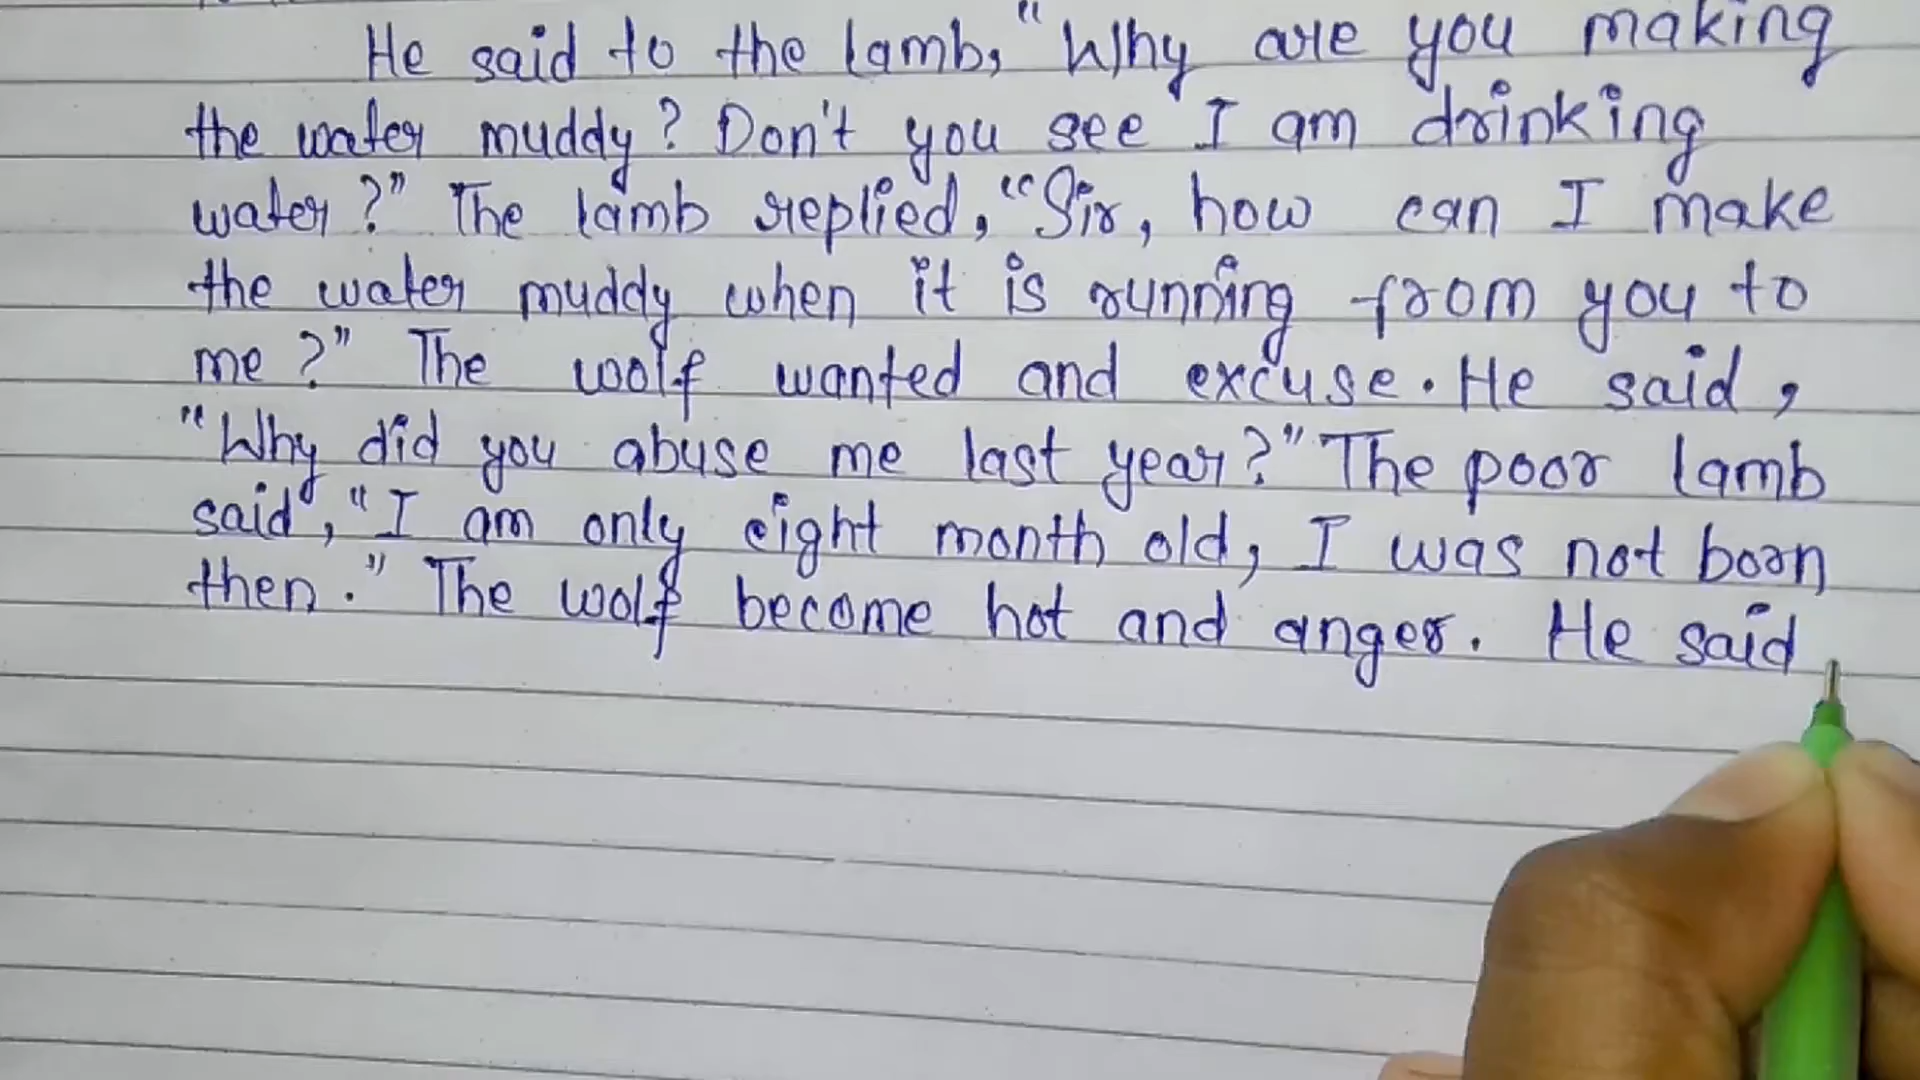 He said to the lamb, "Why are you making
the water muddy? Don't you see I am drinking
water?" The lamb replied, "Sir, how can I make
the water muddy when it is running from you to
me?" The woolf wanted and excuse. He said,
"Why did you abuse me last year?" The poor lamb
said, "I am only eight month old, I was not born
then." The wolf become hot and anger. He said